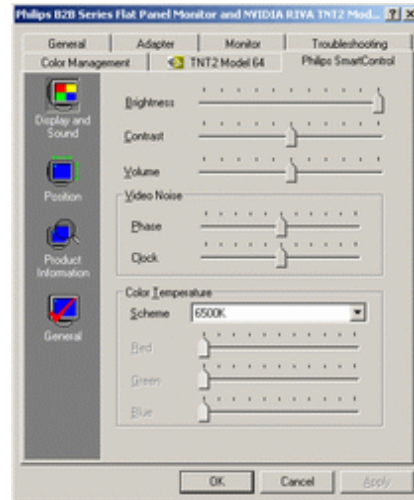 Philips B2B Series Flat Panel Monitor and NVIDIA RIVA TNT2 Mod...
General Adapter Monitor Troubleshooting
Color Management TNT2 Model 64 Philips SmartControl
Display and
Sound
Position
Product
Information
General
Brightness
Contrast
Volume
Video Noise
Phase
Clock
Color Temperature
Scheme 6500K
Red
Green
Blue
OK Cancel Apply